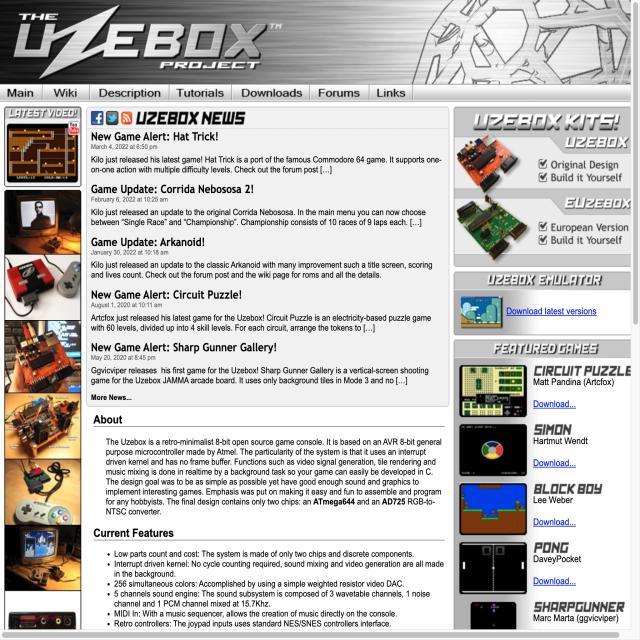 THE
UZEBOX™
PROJECT
Main Wiki Description Tutorials Downloads Forums Links
LATEST VIDEO!
UZEBOX NEWS
New Game Alert: Hat Trick!
March 4, 2022 at 6:50 pm
Kilo just released his latest game! Hat Trick is a port of the famous Commodore 64 game. It supports one-
on-one action with multiple difficulty levels. Check out the forum post […]
Game Update: Corrida Nebososa 2!
February 6, 2022 at 10:25 am
Kilo just released an update to the original Corrida Nebososa. In the main menu you can now choose
between “Single Race” and “Championship”. Championship consists of 10 races of 9 laps each. […]
Game Update: Arkanoid!
January 30, 2022 at 10:18 am
Kilo just released an update to the classic Arkanoid with many improvement such a title screen, scoring
and lives count. Check out the forum post and the wiki page for roms and all the details.
New Game Alert: Circuit Puzzle!
August 1, 2020 at 10:11 am
Artcfox just released his latest game for the Uzebox! Circuit Puzzle is an electricity-based puzzle game
with 60 levels, divided up into 4 skill levels. For each circuit, arrange the tokens to […]
New Game Alert: Sharp Gunner Gallery!
May 20, 2020 at 8:45 pm
Ggvicviper releases his first game for the Uzebox! Sharp Gunner Gallery is a vertical-screen shooting
game for the Uzebox JAMMA arcade board. It uses only background tiles in Mode 3 and no […]
More News...
About
The Uzebox is a retro-minimalist 8-bit open source game console. It is based on an AVR 8-bit general
purpose microcontroller made by Atmel. The particularity of the system is that it uses an interrupt
driven kernel and has no frame buffer. Functions such as video signal generation, tile rendering and
music mixing is done in realtime by a background task so your game can easily be developed in C.
The design goal was to be as simple as possible yet have good enough sound and graphics to
implement interesting games. Emphasis was put on making it easy and fun to assemble and program
for any hobbyists. The final design contains only two chips: an ATmega644 and an AD725 RGB-to-
NTSC converter.
Current Features
• Low parts count and cost: The system is made of only two chips and discrete components.
• Interrupt driven kernel: No cycle counting required, sound mixing and video generation are all made
in the background.
• 256 simultaneous colors: Accomplished by using a simple weighted resistor video DAC.
• 5 channels sound engine: The sound subsystem is composed of 3 wavetable channels, 1 noise
channel and 1 PCM channel mixed at 15.7Khz.
• MIDI In: With a music sequencer, allows the creation of music directly on the console.
• Retro controllers: The joypad inputs uses standard NES/SNES controllers interface.
UZEBOX KITS!
UZEBOX
Original Design
Build it Yourself
EUZEBOX
European Version
Build it Yourself
UZEBOX EMULATOR
Download latest versions
FEATURED GAMES
CIRCUIT PUZZLE
Matt Pandina (Artcfox)
Download...
SIMON
Hartmut Wendt
Download...
BLOCK BOY
Lee Weber
Download...
PONG
DaveyPocket
Download...
SHARPGUNNER
Marc Marta (ggvicviper)